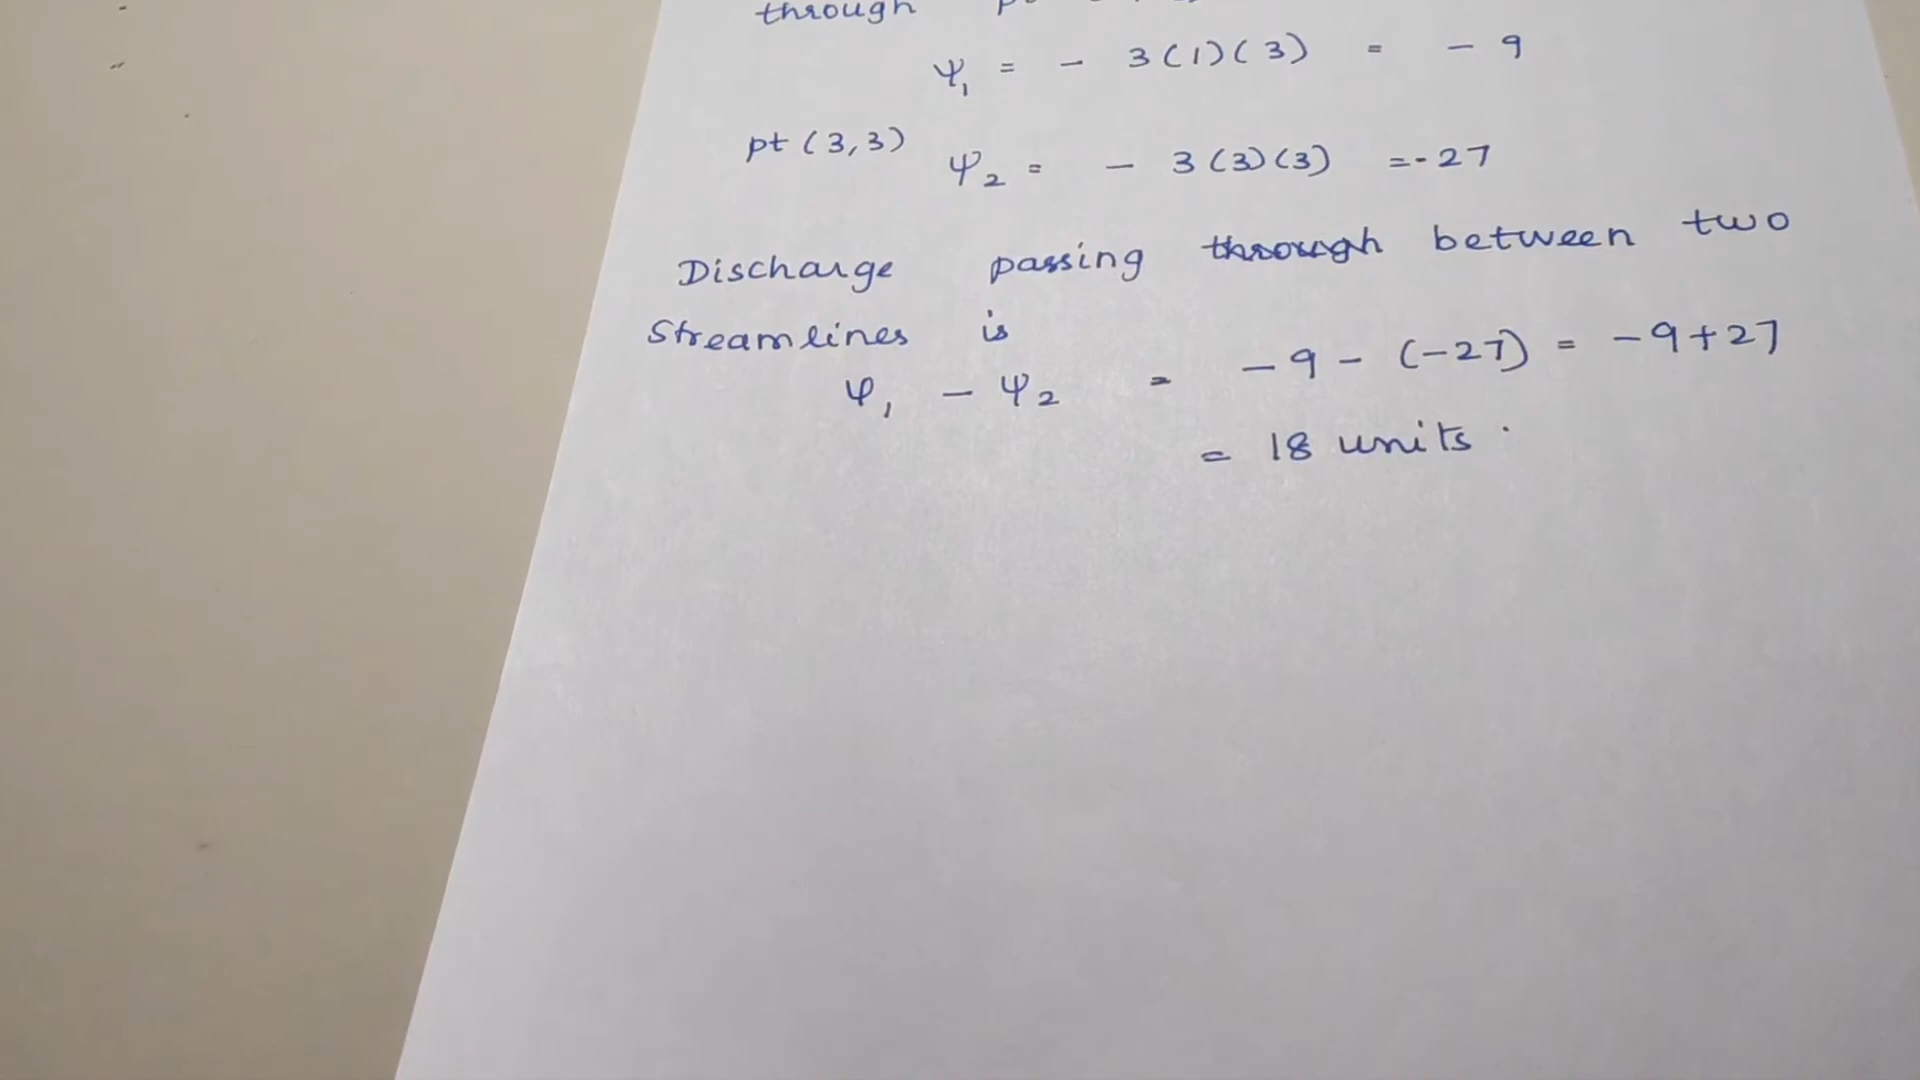 through
ψ₁ = - 3(1)(3) = - 9
pt (3,3) ψ₂ = - 3(3)(3) = - 27
Discharge passing through between two
Streamlines is
ψ₁ - ψ₂ = -9 - (-27) = -9+27
= 18 units.